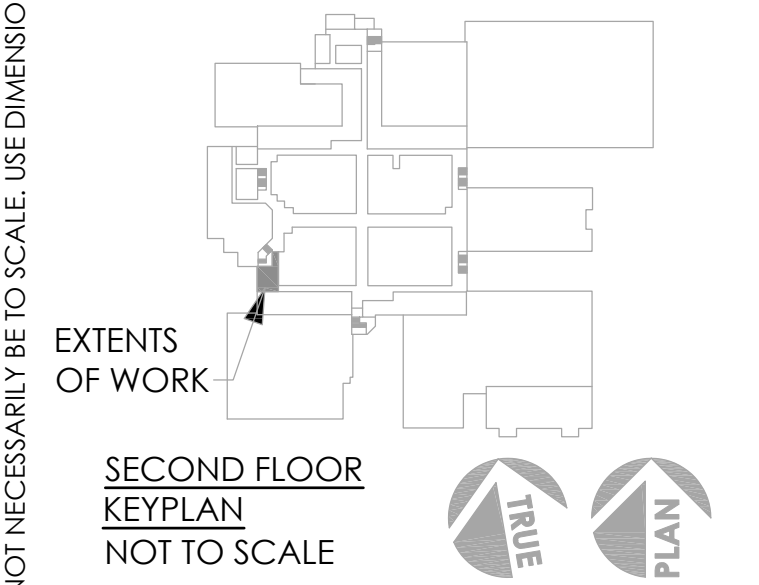 NOT NECESSARILY BE TO SCALE. USE DIMENSIO
EXTENTS
OF WORK
SECOND FLOOR
KEYPLAN
NOT TO SCALE
TRUE
PLAN